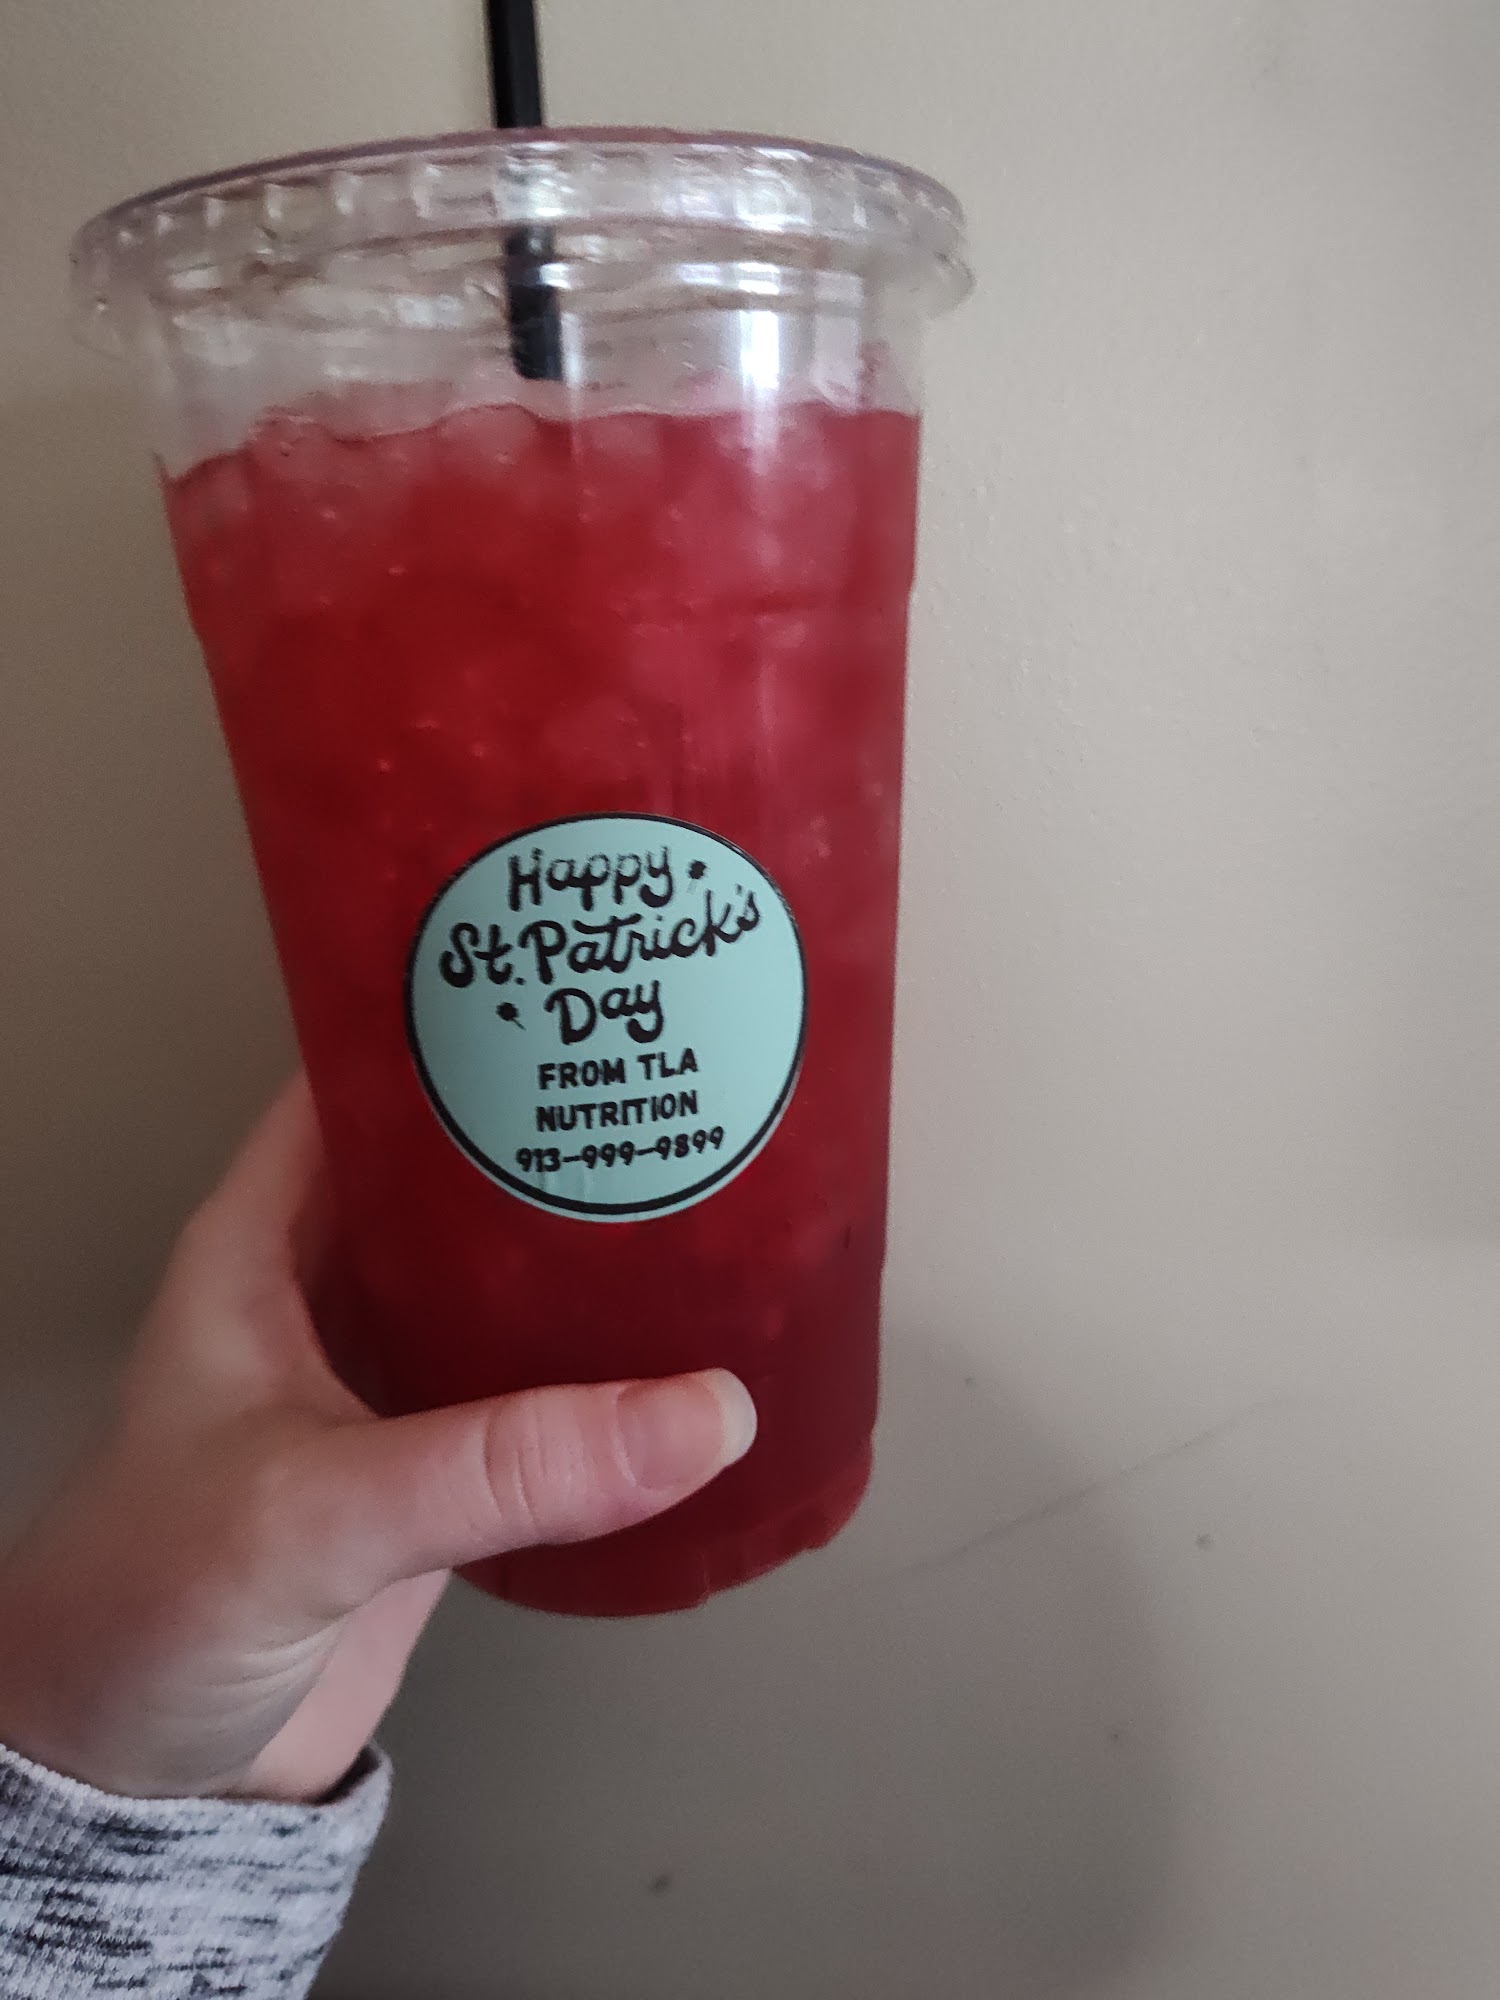 Happy
St. Patrick's
Day
FROM TLA
NUTRITION
913-999-9899